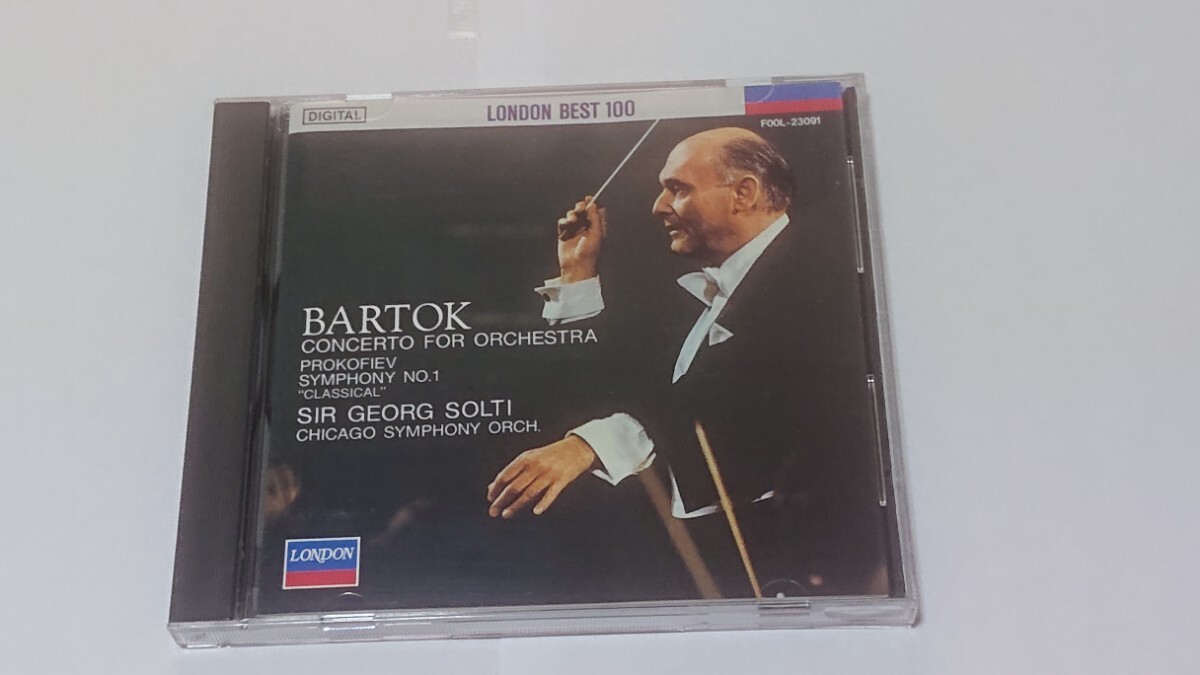 DIGITAL
LONDON BEST 100
F00L-23091
BARTOK
CONCERTO FOR ORCHESTRA
PROKOFIEV
SYMPHONY NO.1
"CLASSICAL"
SIR GEORG SOLTI
CHICAGO SYMPHONY ORCH.
LONDON